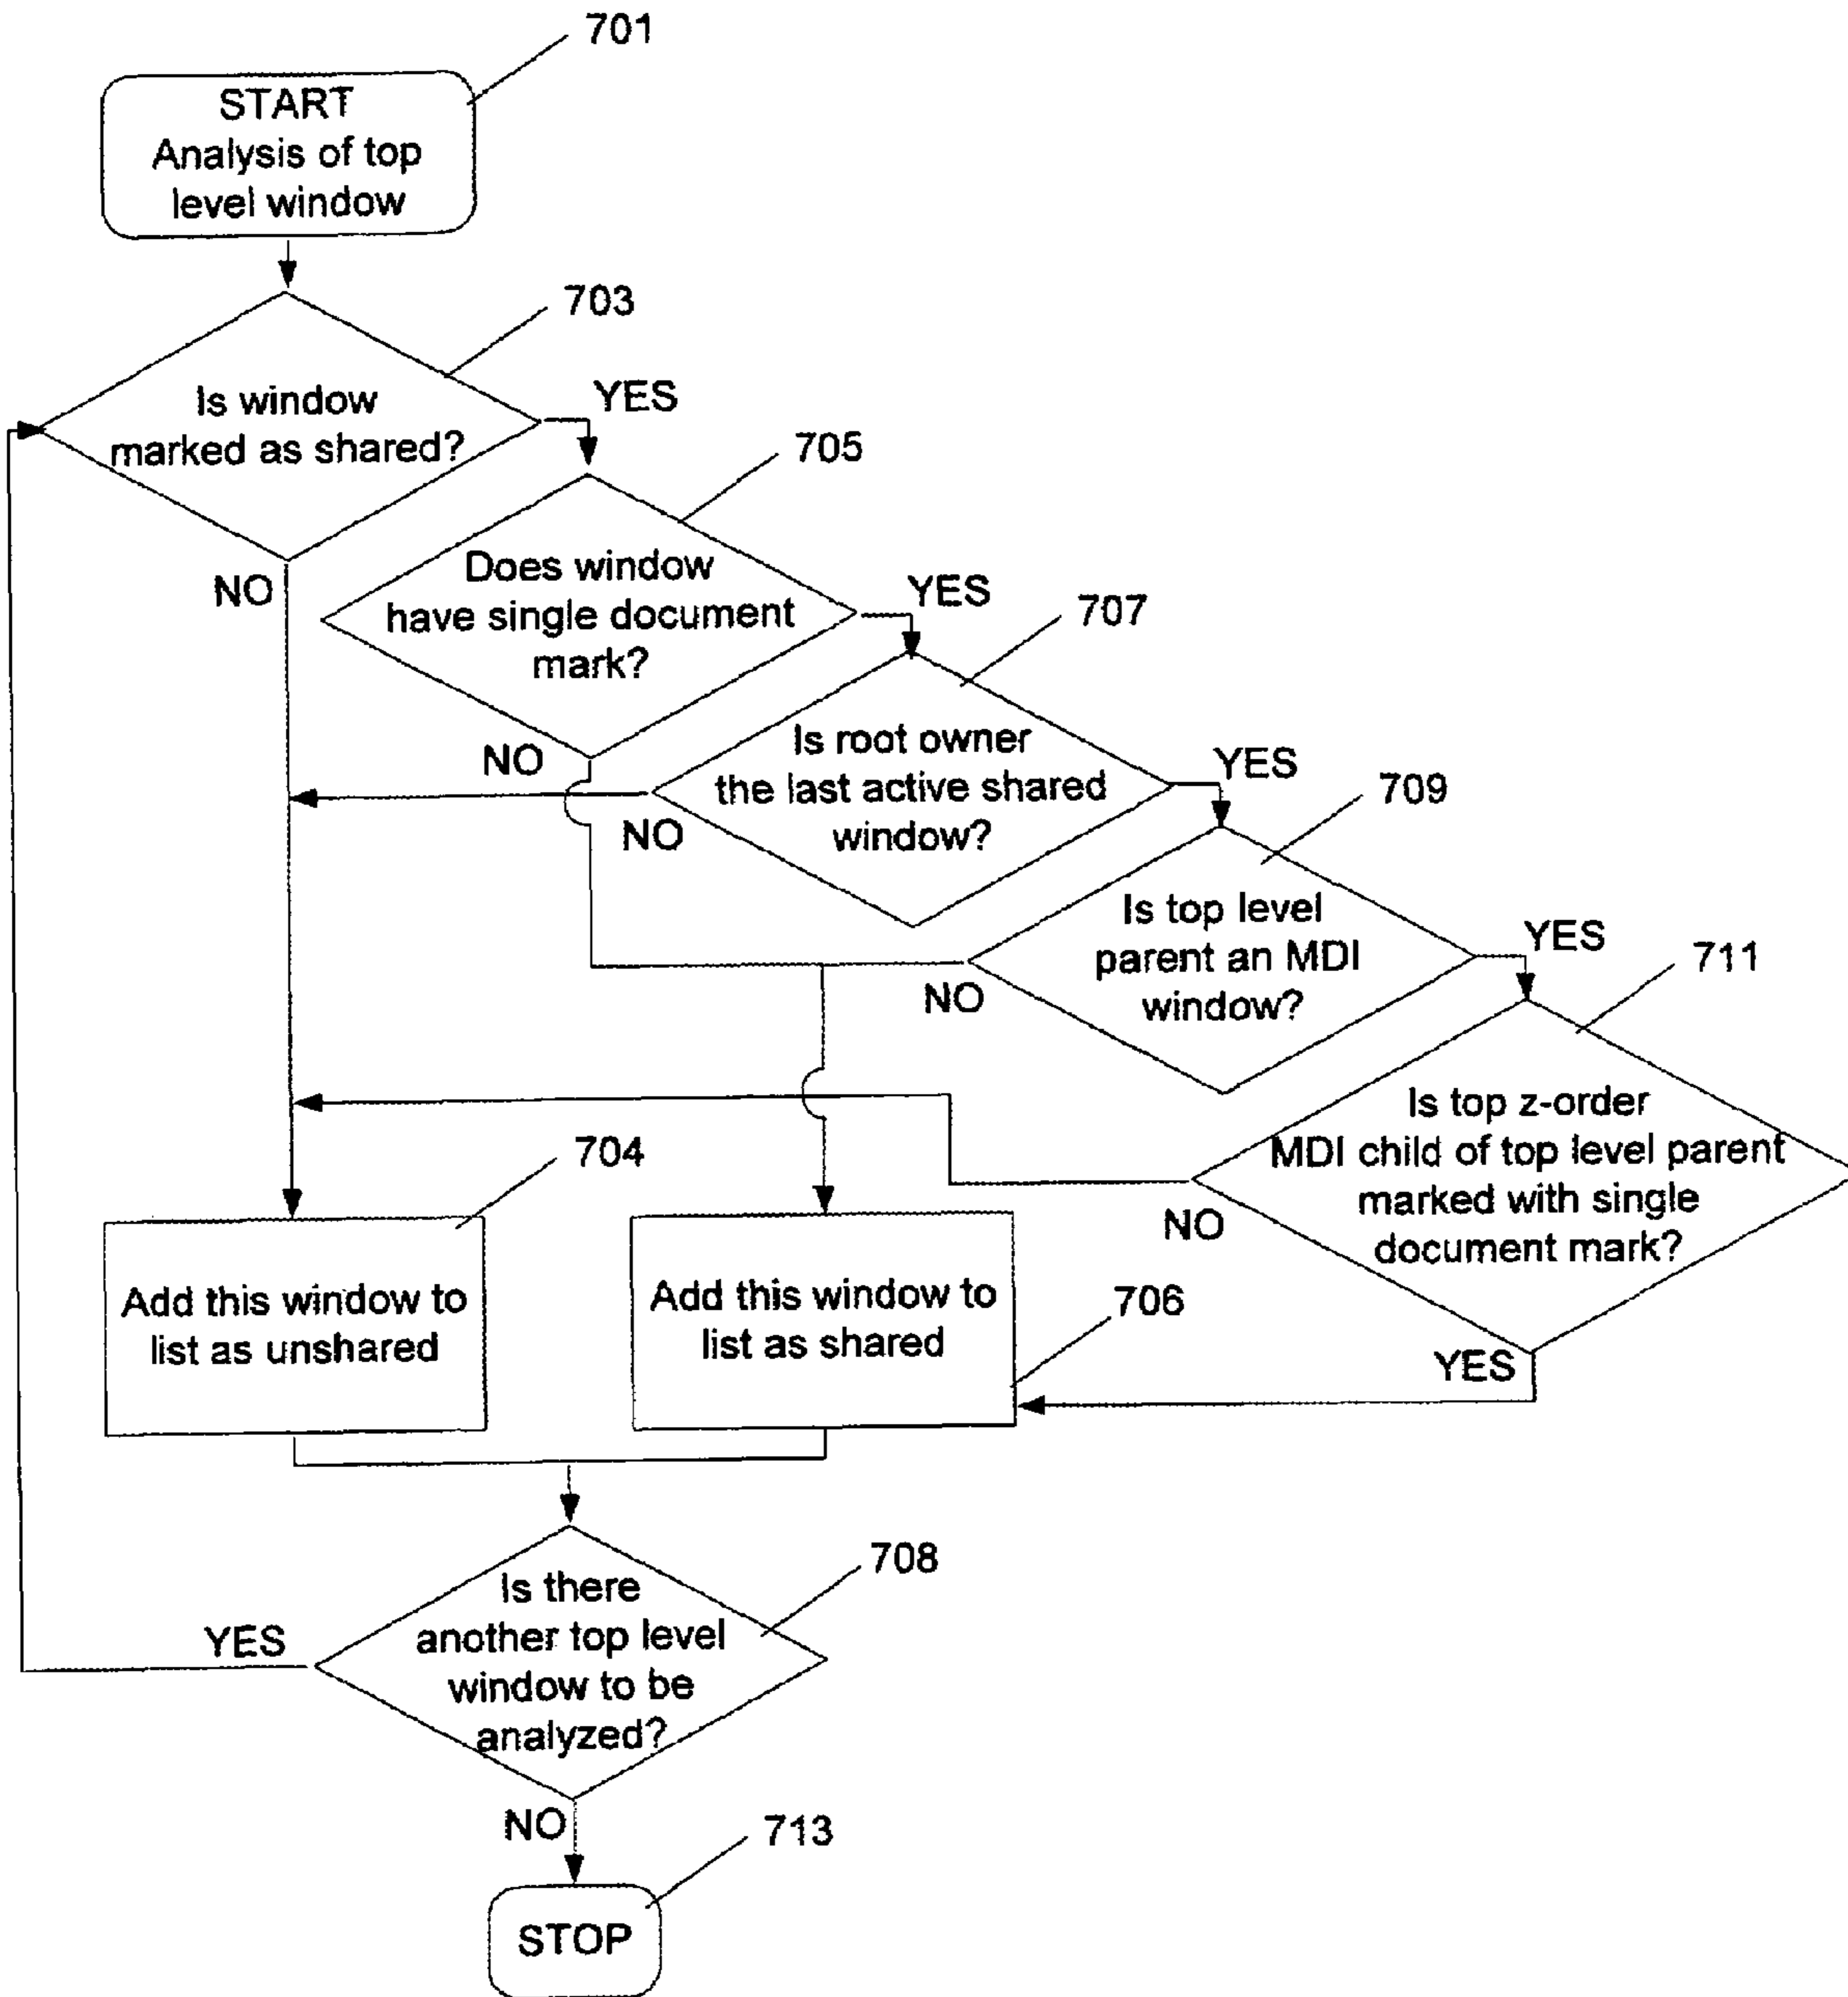 701
START
Analysis of top
level window
703
Is window
marked as shared?
YES
NO
705
Does window
have single document
mark?
YES
NO
707
Is root owner
the last active shared
window?
YES
NO
709
Is top level
parent an MDI
window?
YES
NO
711
Is top z-order
MDI child of top level parent
marked with single
document mark?
NO
YES
704
Add this window to
list as unshared
Add this window to
list as shared
706
708
Is there
another top level
window to be
analyzed?
YES
NO
713
STOP